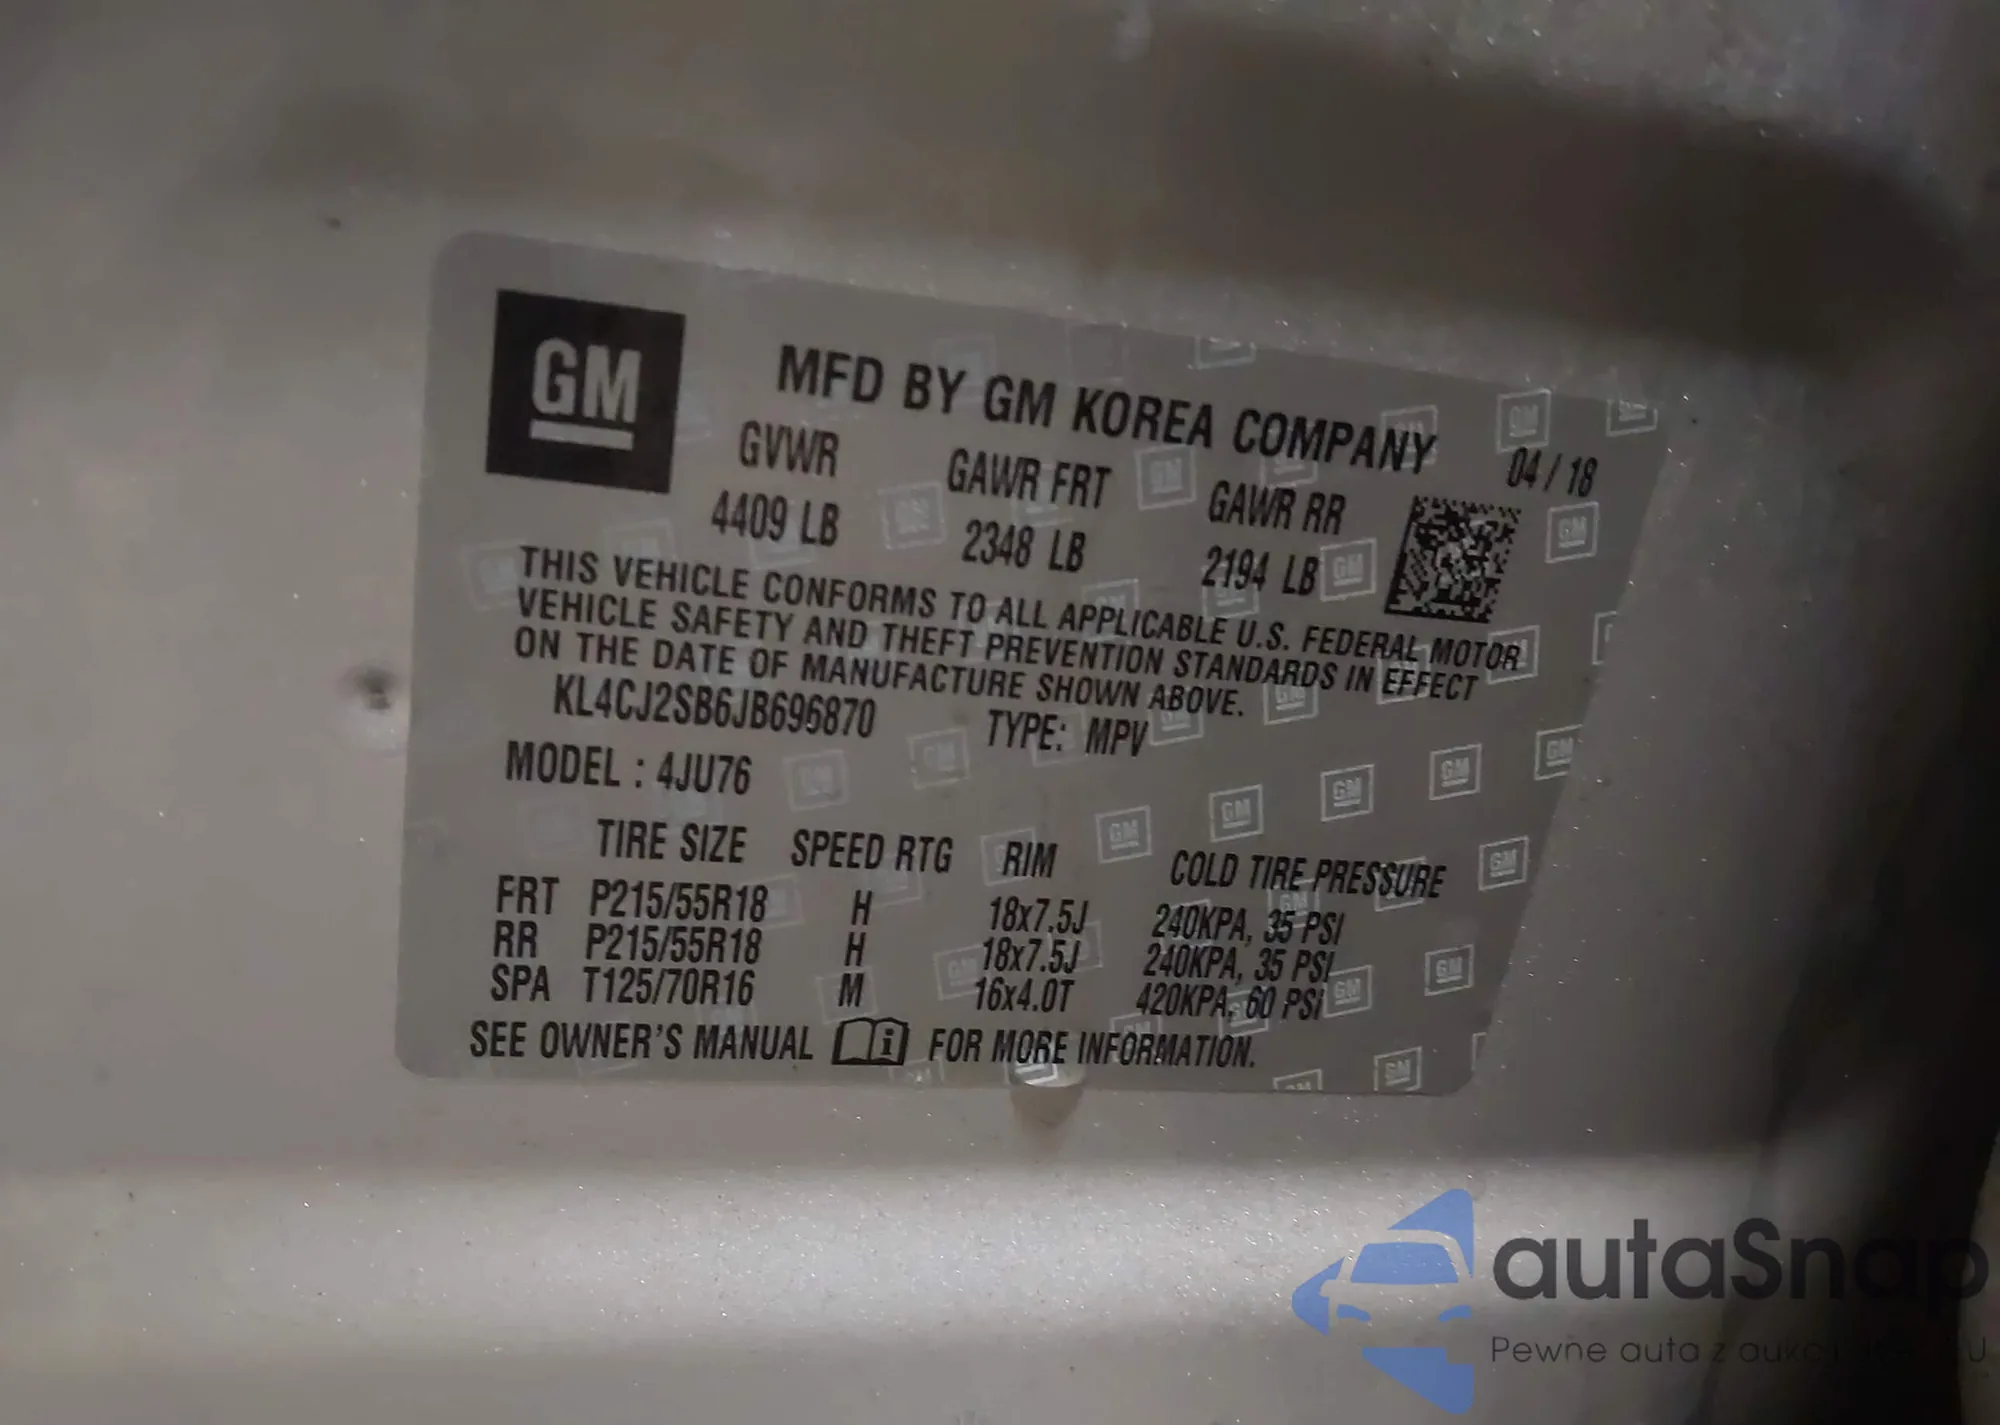 GM
MFD BY GM KOREA COMPANY
04 / 18
GVWR GAWR FRT GAWR RR
4409 LB 2348 LB 2194 LB
THIS VEHICLE CONFORMS TO ALL APPLICABLE U.S. FEDERAL MOTOR
VEHICLE SAFETY AND THEFT PREVENTION STANDARDS IN EFFECT
ON THE DATE OF MANUFACTURE SHOWN ABOVE.
KL4CJ2SB6JB696870 TYPE: MPV
MODEL : 4JU76
TIRE SIZE SPEED RTG RIM COLD TIRE PRESSURE
FRT P215/55R18 H 18x7.5J 240KPA, 35 PSI
RR P215/55R18 H 18x7.5J 240KPA, 35 PSI
SPA T125/70R16 M 16x4.0T 420KPA, 60 PSI
SEE OWNER'S MANUAL FOR MORE INFORMATION.
autaSnap
Pewne auta z